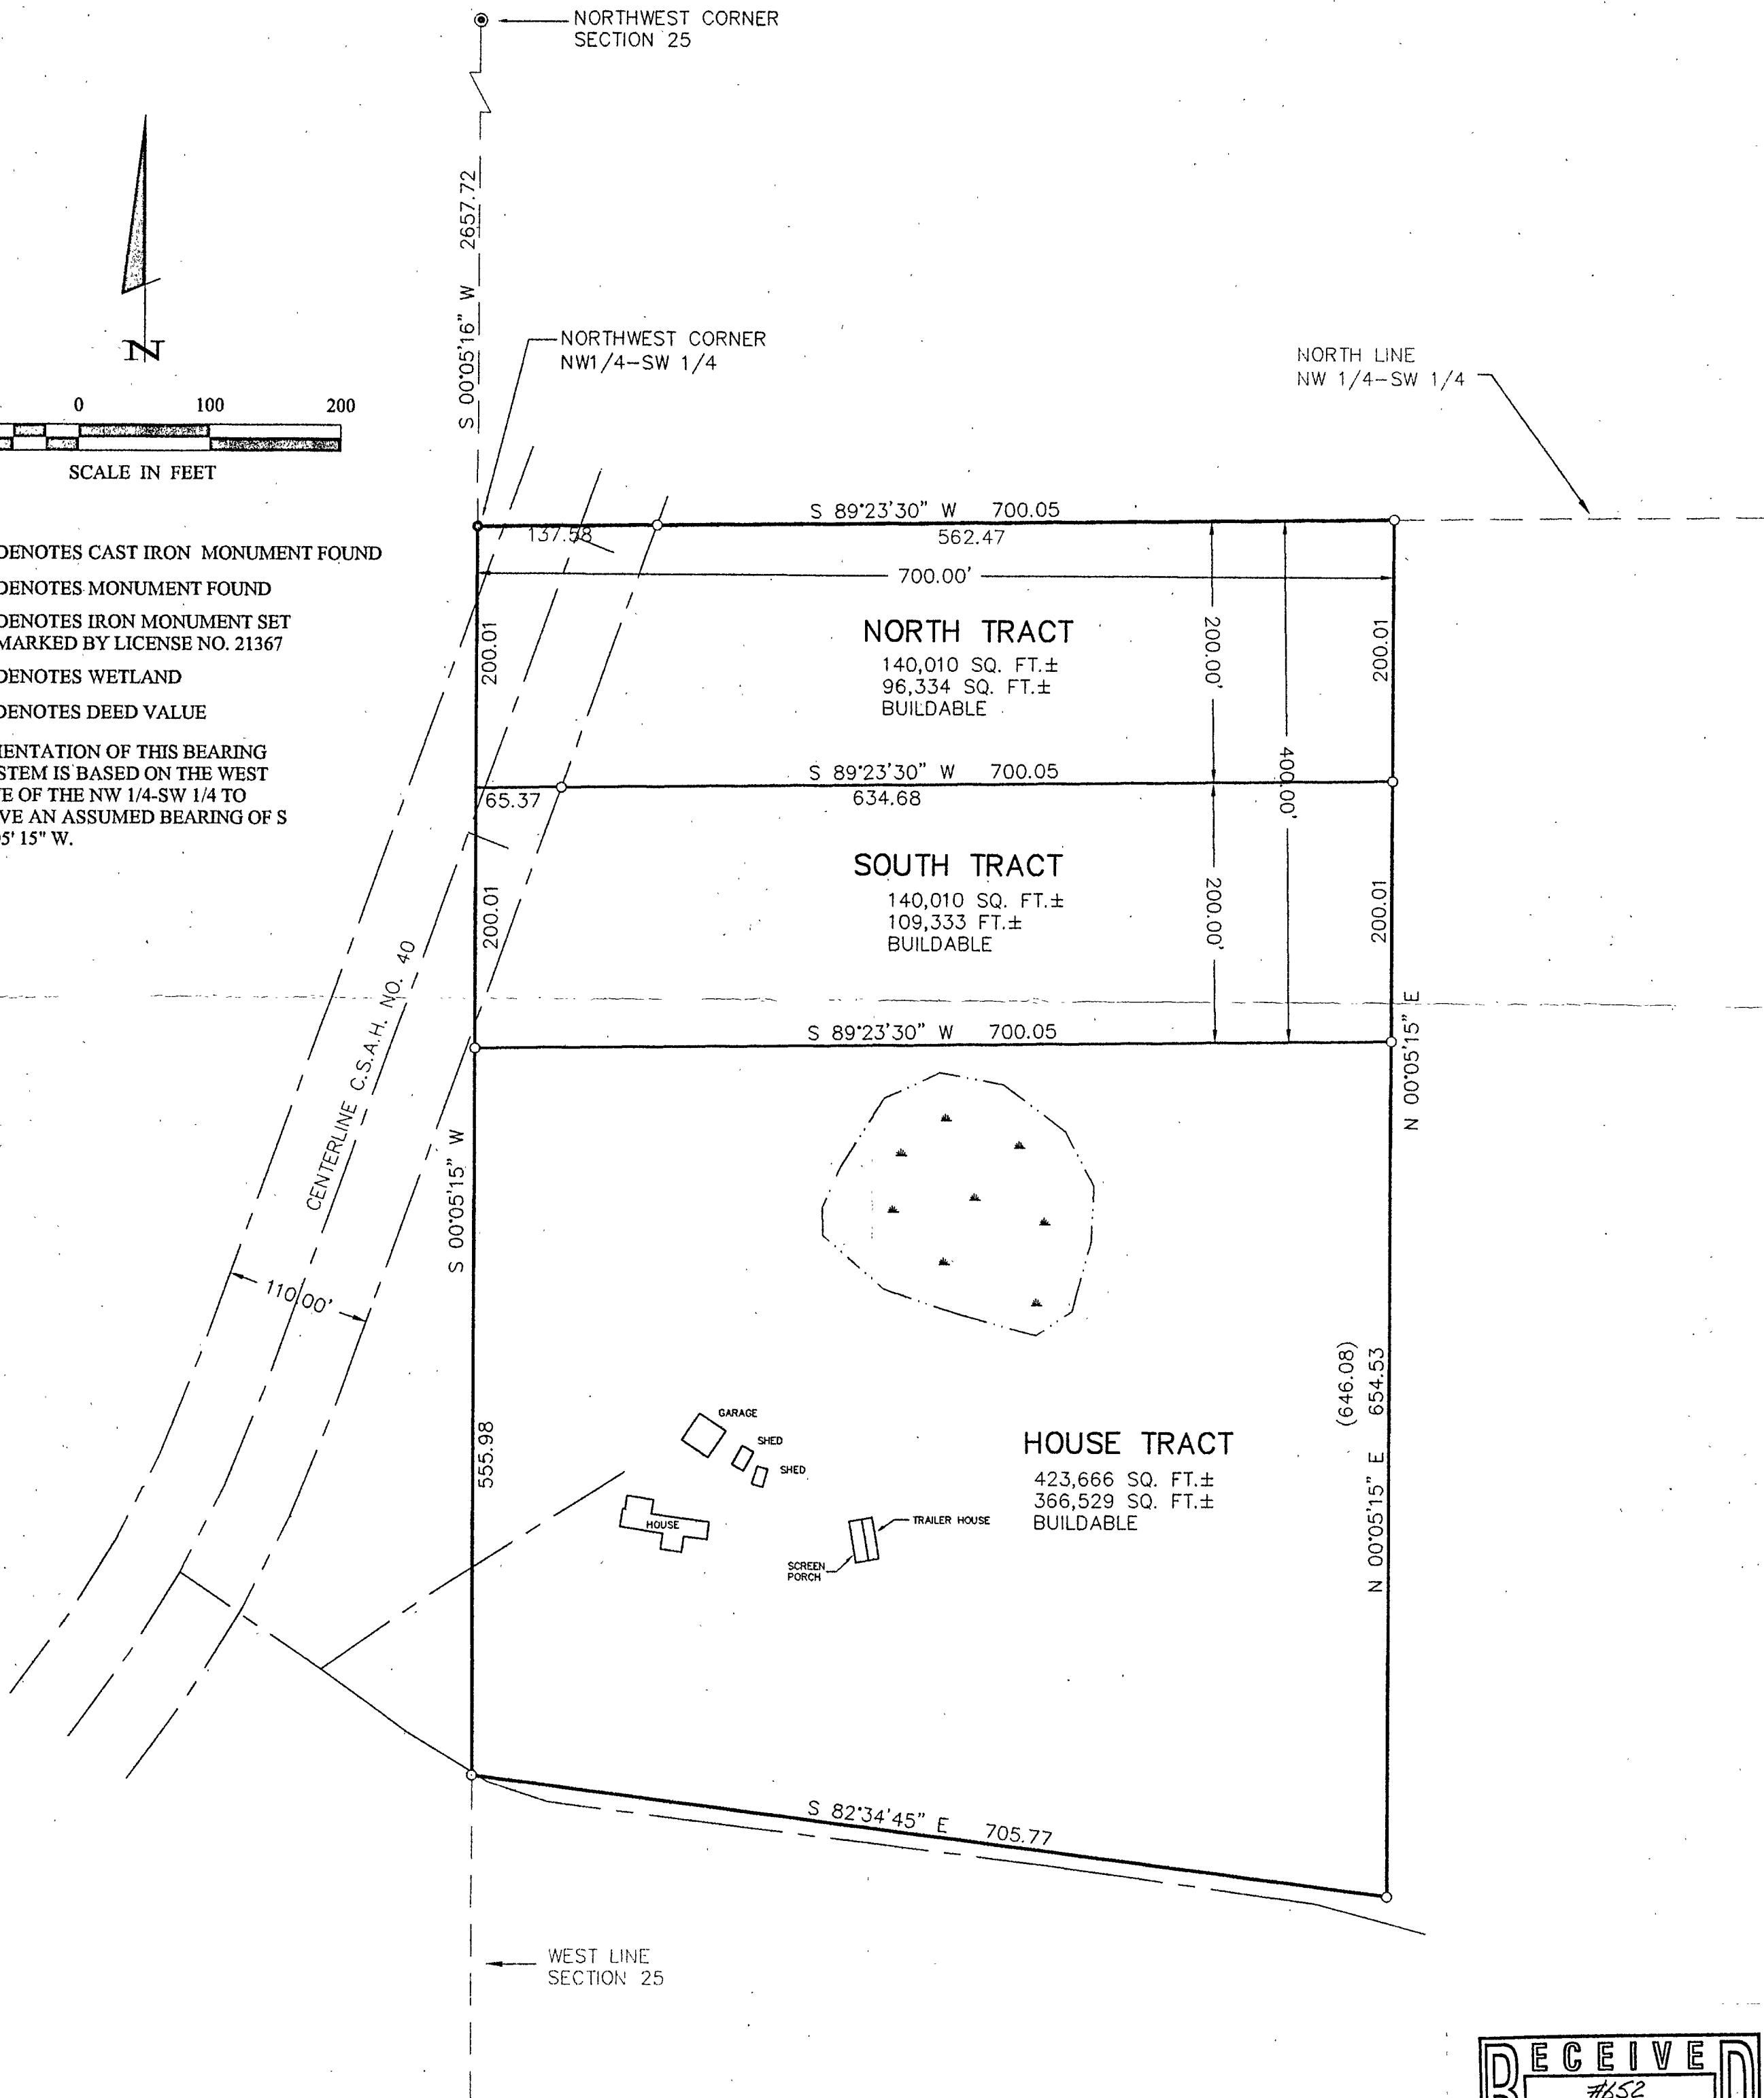 NORTHWEST CORNER
SECTION 25
S 00°05'16" W 2657.72
N
NORTHWEST CORNER
NW1/4-SW 1/4
NORTH LINE
NW 1/4-SW 1/4
0 100 200
SCALE IN FEET
DENOTES CAST IRON MONUMENT FOUND
DENOTES MONUMENT FOUND
DENOTES IRON MONUMENT SET
MARKED BY LICENSE NO. 21367
DENOTES WETLAND
DENOTES DEED VALUE
IENTATION OF THIS BEARING
STEM IS BASED ON THE WEST
E OF THE NW 1/4-SW 1/4 TO
VE AN ASSUMED BEARING OF S
05' 15" W.
S 89°23'30" W 700.05
137.58
562.47
700.00'
200.01
NORTH TRACT
140,010 SQ. FT.±
96,334 SQ. FT.±
BUILDABLE
200.00'
200.01
400.00'
S 89°23'30" W 700.05
65.37
634.68
200.01
SOUTH TRACT
140,010 SQ. FT.±
109,333 FT.±
BUILDABLE
200.00'
200.01
S 89°23'30" W 700.05
CENTERLINE C.S.A.H. NO. 40
110.00'
S 00°05'15" W
N 00°05'15" E
555.98
GARAGE
SHED
SHED
HOUSE
TRAILER HOUSE
SCREEN
PORCH
HOUSE TRACT
423,666 SQ. FT.±
366,529 SQ. FT.±
BUILDABLE
(646.08)
N 00°05'15" E 654.53
S 82°34'45" E 705.77
WEST LINE
SECTION 25
RECEIVED
#652